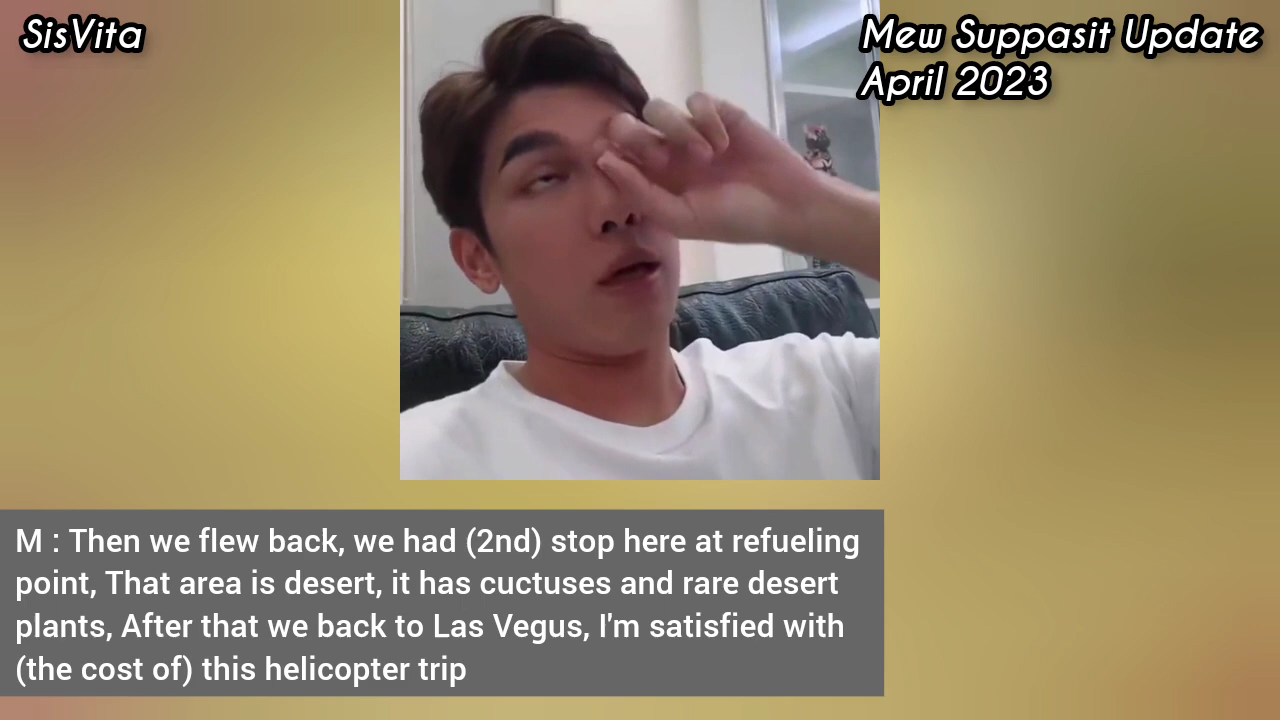 SisVita
Mew Suppasit Update
April 2023
M : Then we flew back, we had (2nd) stop here at refueling
point, That area is desert, it has cuctuses and rare desert
plants, After that we back to Las Vegus, I'm satisfied with
(the cost of) this helicopter trip